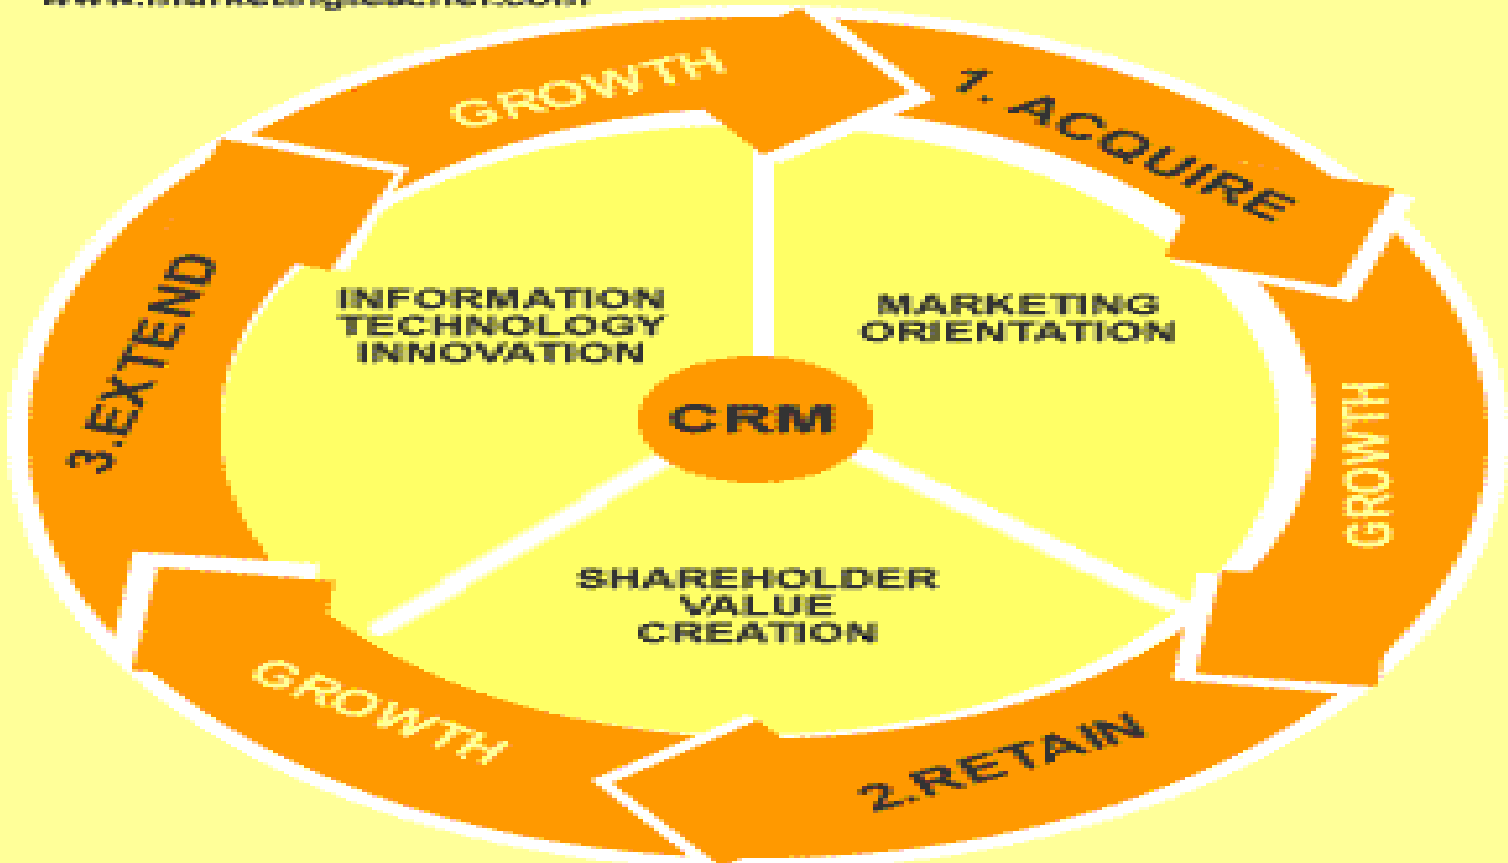 GROWTH
1. ACQUIRE
INFORMATION
TECHNOLOGY
INNOVATION
MARKETING
ORIENTATION
3.EXTEND
CRM
GROWTH
SHAREHOLDER
VALUE
CREATION
GROWTH
2.RETAIN